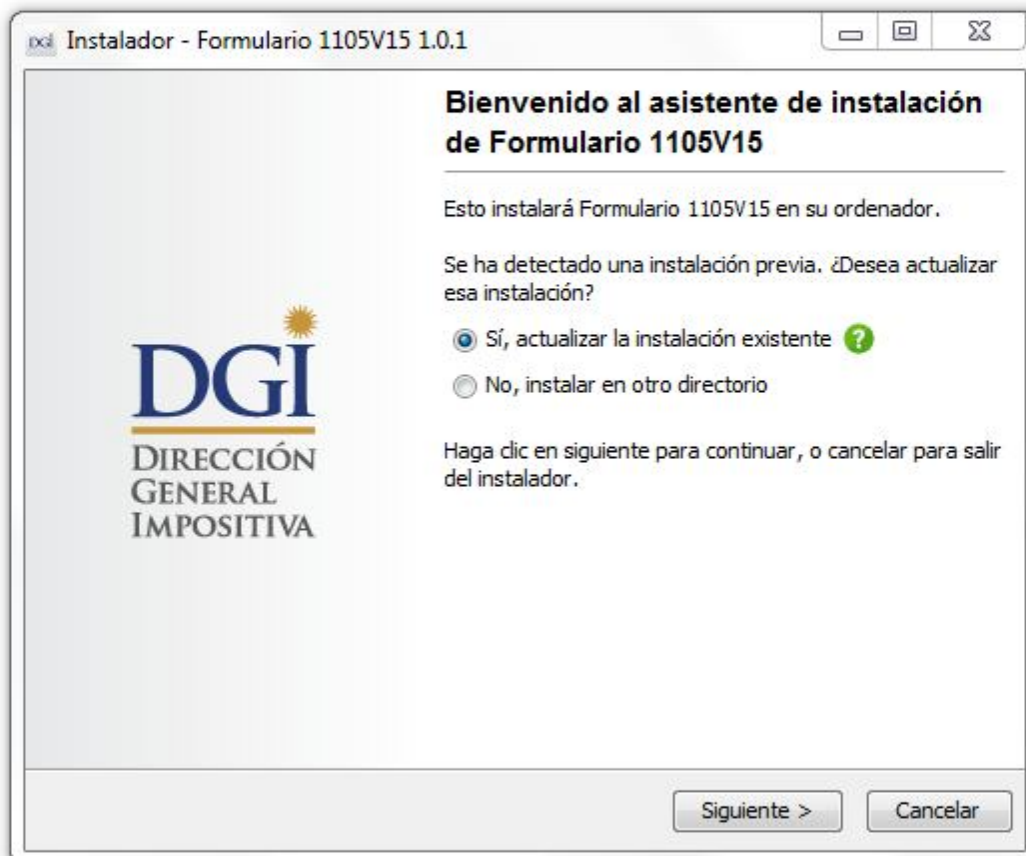 DGI Instalador - Formulario 1105V15 1.0.1
Bienvenido al asistente de instalación
de Formulario 1105V15
Esto instalará Formulario 1105V15 en su ordenador.
Se ha detectado una instalación previa. ¿Desea actualizar
esa instalación?
Sí, actualizar la instalación existente ?
No, instalar en otro directorio
Haga clic en siguiente para continuar, o cancelar para salir
del instalador.
DGI
DIRECCIÓN
GENERAL
IMPOSITIVA
Siguiente > Cancelar